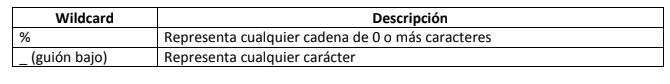 Wildcard Descripción
% Representa cualquier cadena de 0 o más caracteres
_ (guión bajo) Representa cualquier carácter